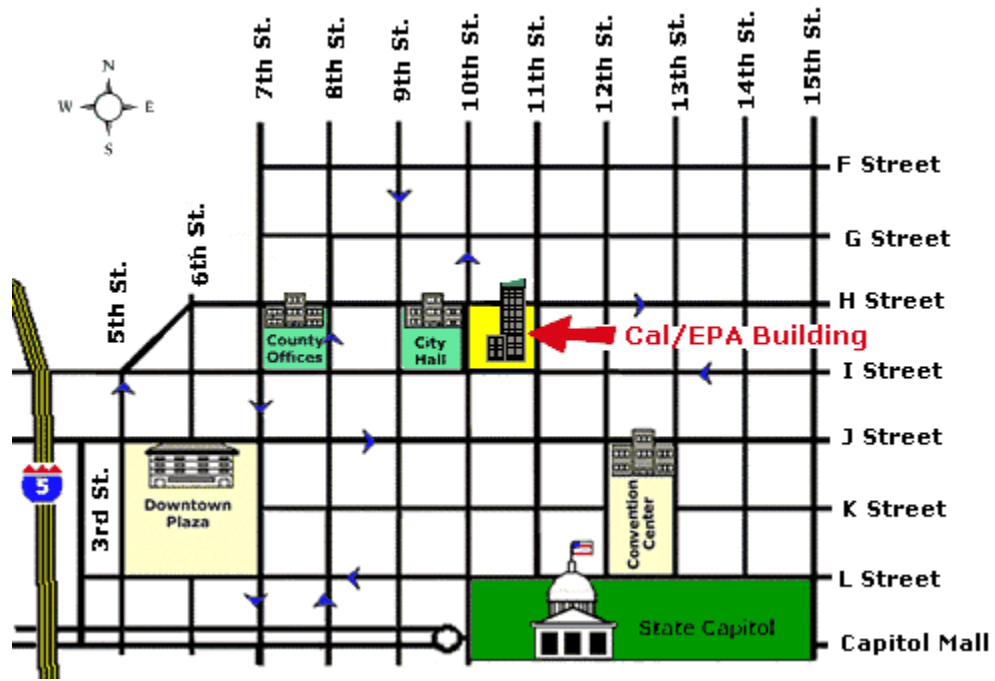 N
W E
S
7th St.
8th St.
9th St.
10th St.
11th St.
12th St.
13th St.
14th St.
15th St.
F Street
6th St.
G Street
5th St.
H Street
County
Offices
City
Hall
Cal/EPA Building
I Street
J Street
5
3rd St.
Downtown
Plaza
Convention
Center
K Street
L Street
State Capitol
Capitol Mall